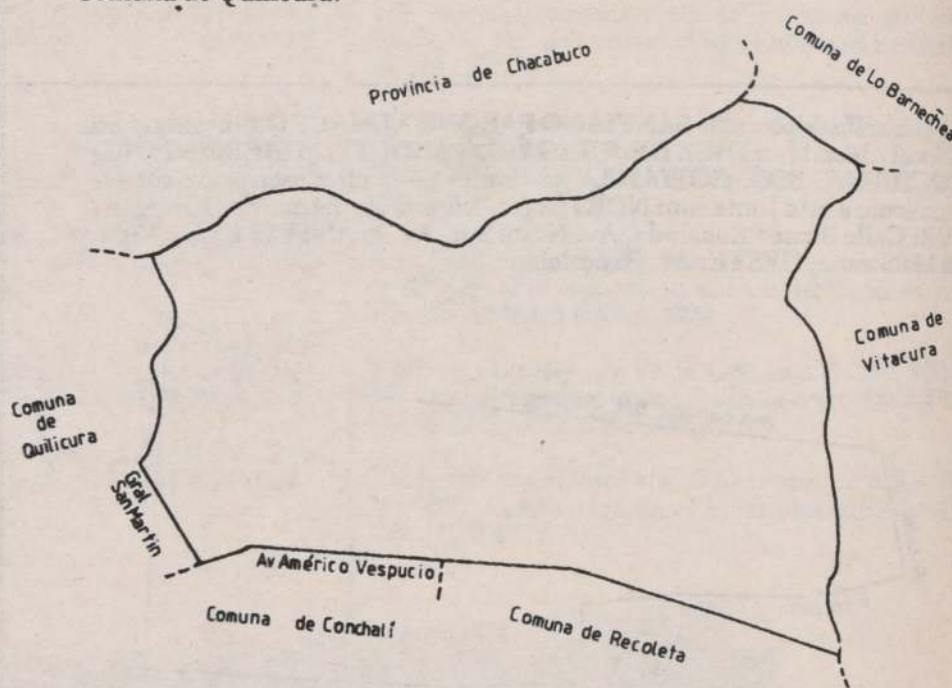 Provincia de Chacabuco
Comuna de Lo Barnechea
Comuna de
Vitacura
Comuna
de
Quilicura
Gral
San Martin
Av Américo Vespucio
Comuna de Conchalí
Comuna de Recoleta